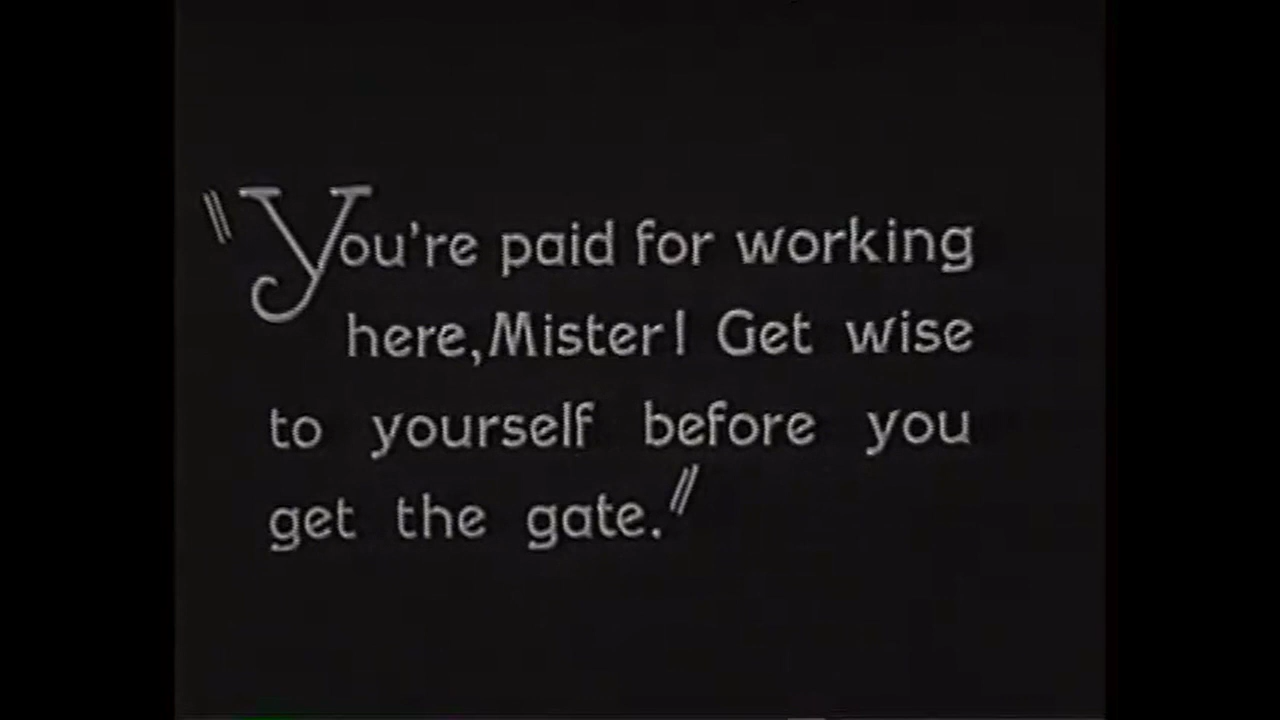 "You're paid for working
here, Mister! Get wise
to yourself before you
get the gate."